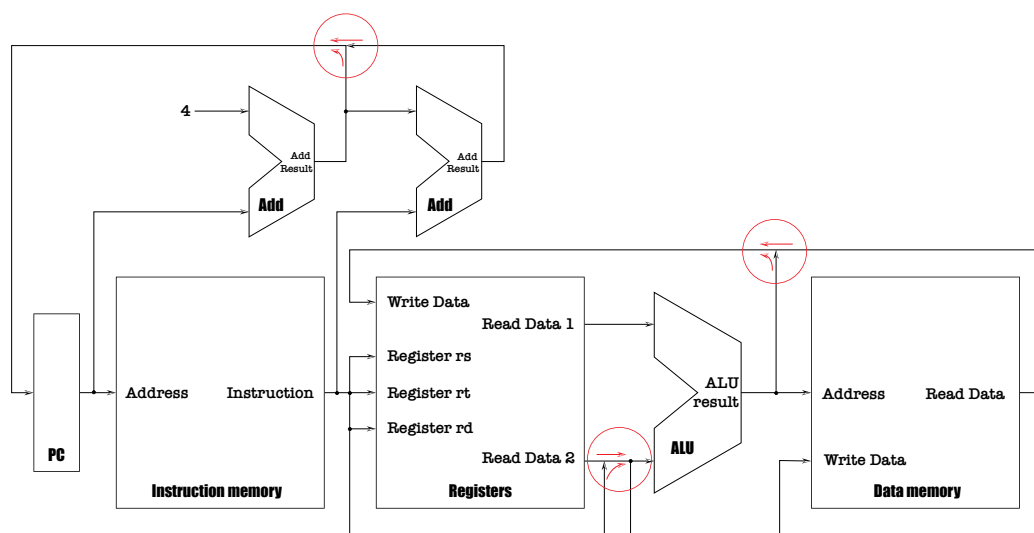 4
Add
Result
Add
Add
Result
Add
Write Data
Read Data 1
Register rs
Address
Instruction
Register rt
ALU
result
Address
Read Data
Register rd
Read Data 2
ALU
Write Data
PC
Instruction memory
Registers
Data memory